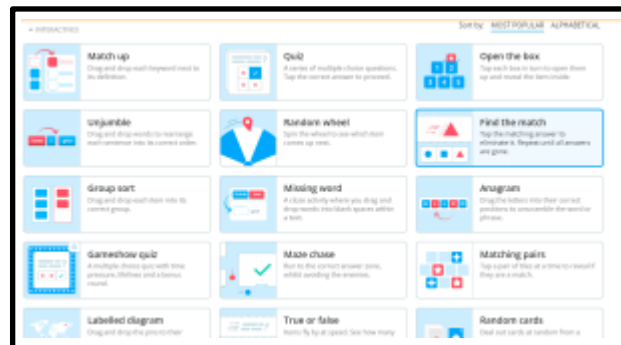 INTERACTIVES
Sort by: MOST POPULAR ALPHABETICAL
Match up
Drag and drop each keyword next to
its definition.
Quiz
A series of multiple choice questions.
Tap the correct answer to proceed.
Open the box
Tap each box in turn to open them
up and reveal the item inside.
Unjumble
Drag and drop words to rearrange
each sentence into its correct order.
Random wheel
Spin the wheel to see which item
comes up next.
Find the match
Tap the matching answer to
eliminate it. Repeat until all answers
are gone.
Group sort
Drag and drop each item into its
correct group.
Missing word
A cloze activity where you drag and
drop words into blank spaces within
a text.
Anagram
Drag the letters into their correct
positions to unscramble the word or
phrase.
Gameshow quiz
A multiple choice quiz with time
pressure, lifelines and a bonus
round.
Maze chase
Run to the correct answer zone,
whilst avoiding the enemies.
Matching pairs
Tap a pair of tiles at a time to reveal if
they are a match.
Labelled diagram
Drag and drop the pins to their
True or false
Items fly by at speed. See how many
Random cards
Deal out cards at random from a